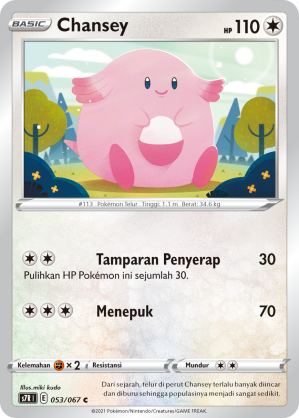 BASIC Chansey HP 110
#113 Pokémon Telur Tinggi: 1.1 m Berat: 34.6 kg
Tamparan Penyerap 30
Pulihkan HP Pokémon ini sejumlah 30.
Menepuk 70
Kelemahan × 2 Resistansi Mundur
Illus. miki kudo
Dari sejarah, telur di perut Chansey terlalu banyak diincar
s7R I E 053/067 C
dan diburu sehingga populasinya menjadi sangat sedikit.
©2021 Pokémon/Nintendo/Creatures/GAME FREAK